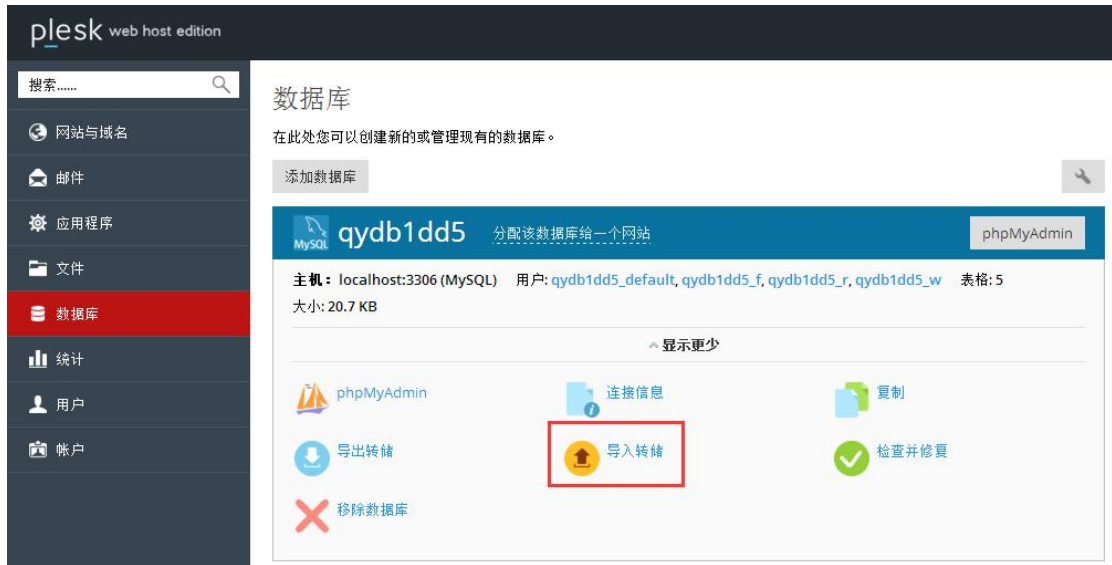 plesk web host edition
搜索......
网站与域名
邮件
应用程序
文件
数据库
统计
用户
帐户
数据库
在此处您可以创建新的或管理现有的数据库。
添加数据库
MySQL qydb1dd5 分配该数据库给一个网站 phpMyAdmin
主机: localhost:3306 (MySQL) 用户: qydb1dd5_default, qydb1dd5_f, qydb1dd5_r, qydb1dd5_w 表格: 5
大小: 20.7 KB
显示更少
phpMyAdmin 连接信息 复制
导出转储 导入转储 检查并修复
移除数据库